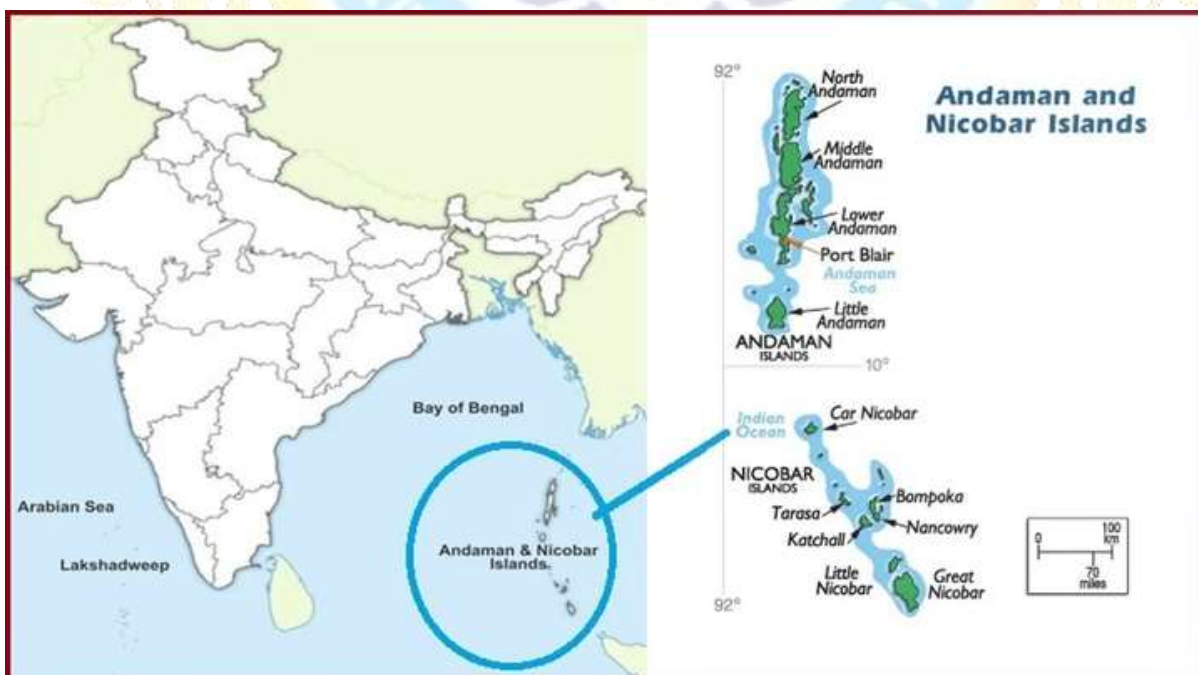 Bay of Bengal
Arabian Sea
Lakshadweep
Andaman & Nicobar
Islands
Andaman and
Nicobar Islands
92°
North
Andaman
Middle
Andaman
Lower
Andaman
Port Blair
Andaman
Sea
Little
Andaman
ANDAMAN
ISLANDS
10°
Indian
Ocean
Car Nicobar
NICOBAR
ISLANDS
Bompoka
Tarasa
Nancowry
Katchall
Little
Nicobar
Great
Nicobar
92°
0 100
km
70
miles